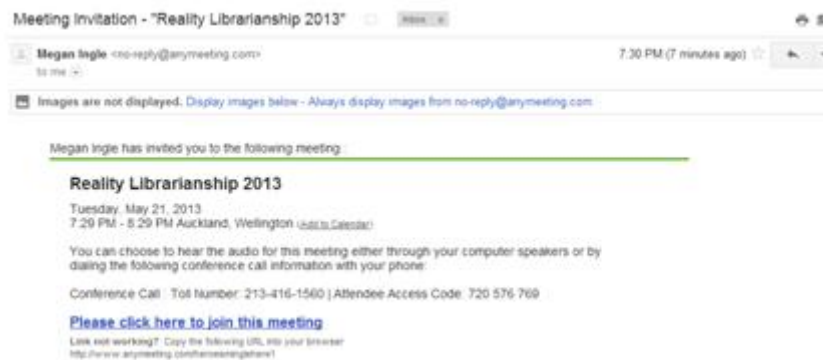 Meeting Invitation - "Reality Librarianship 2013"
Inbox x
Megan Ingle <no-reply@anymeeting.com>
7:30 PM (7 minutes ago)
to me
Images are not displayed. Display images below - Always display images from no-reply@anymeeting.com
Megan Ingle has invited you to the following meeting:
Reality Librarianship 2013
Tuesday, May 21, 2013
7:29 PM - 8:29 PM Auckland, Wellington (Add to Calendar)
You can choose to hear the audio for this meeting either through your computer speakers or by
dialing the following conference call information with your phone:
Conference Call: Toll Number: 213-416-1560 | Attendee Access Code: 720 576 769
Please click here to join this meeting
Link not working? Copy the following URL into your browser